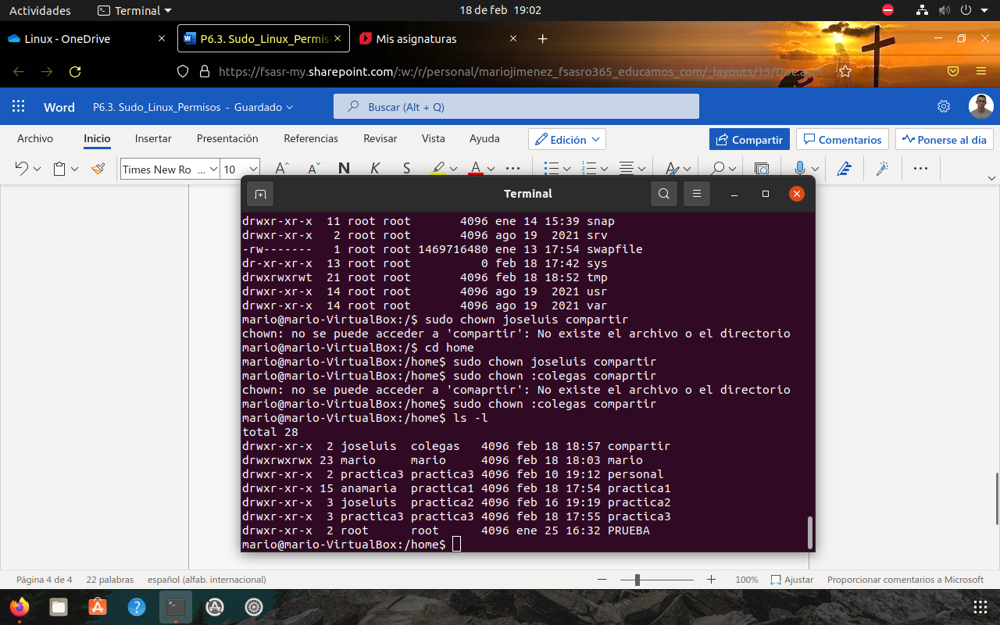 Actividades
Terminal
18 de feb 19:02
Linux - OneDrive
P6.3. Sudo_Linux_Permis
Mis asignaturas
https://fsasr-my.sharepoint.com/:w:/r/personal/mariojimenez_fsasro365_educamos_com/_layouts/15/Doc.aspx
Word
P6.3. Sudo_Linux_Permisos - Guardado
Buscar (Alt + Q)
Archivo
Inicio
Insertar
Presentación
Referencias
Revisar
Vista
Ayuda
Edición
Compartir
Comentarios
Ponerse al día
Times New Ro ...
10
N
K
S
Terminal
drwxr-xr-x  11 root root       4096 ene 14 15:39 snap
drwxr-xr-x   2 root root       4096 ago 19  2021 srv
-rw-------   1 root root 1469716480 ene 13 17:54 swapfile
dr-xr-xr-x  13 root root          0 feb 18 17:42 sys
drwxrwxrwt  21 root root       4096 feb 18 18:52 tmp
drwxr-xr-x  14 root root       4096 ago 19  2021 usr
drwxr-xr-x  14 root root       4096 ago 19  2021 var
mario@mario-VirtualBox:/$ sudo chown joseluis compartir
chown: no se puede acceder a 'compartir': No existe el archivo o el directorio
mario@mario-VirtualBox:/$ cd home
mario@mario-VirtualBox:/home$ sudo chown joseluis compartir
mario@mario-VirtualBox:/home$ sudo chown :colegas comaprtir
chown: no se puede acceder a 'comaprtir': No existe el archivo o el directorio
mario@mario-VirtualBox:/home$ sudo chown :colegas compartir
mario@mario-VirtualBox:/home$ ls -l
total 28
drwxr-xr-x  2 joseluis  colegas   4096 feb 18 18:57 compartir
drwxrwxrwx 23 mario     mario     4096 feb 18 18:03 mario
drwxr-xr-x  2 practica3 practica3 4096 feb 10 19:12 personal
drwxr-xr-x 15 anamaria  practica1 4096 feb 18 17:54 practica1
drwxr-xr-x  3 joseluis  practica2 4096 feb 16 19:19 practica2
drwxr-xr-x  3 practica3 practica3 4096 feb 18 17:55 practica3
drwxr-xr-x  2 root      root      4096 ene 25 16:32 PRUEBA
mario@mario-VirtualBox:/home$
Página 4 de 4
22 palabras
español (alfab. internacional)
100%
Ajustar
Proporcionar comentarios a Microsoft